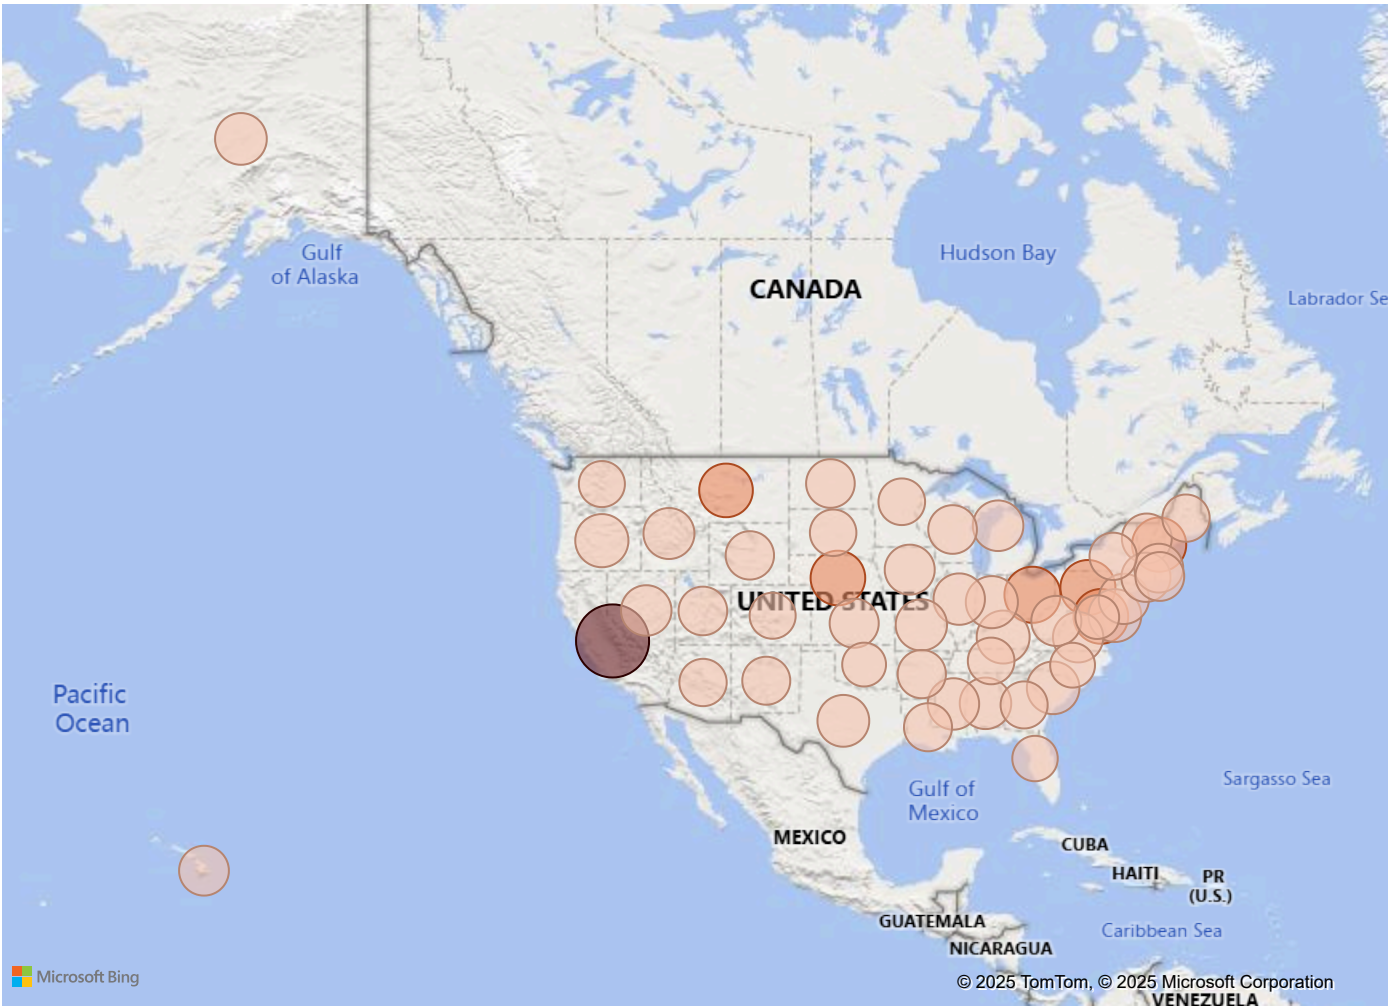 Gulf
of Alaska
Hudson Bay
CANADA
Labrador Se
UNITED STATES
Pacific
Ocean
Gulf of
Mexico
Sargasso Sea
MEXICO
CUBA
HAITI
PR
(U.S.)
GUATEMALA
Caribbean Sea
NICARAGUA
Microsoft Bing
© 2025 TomTom, © 2025 Microsoft Corporation
VENEZUELA